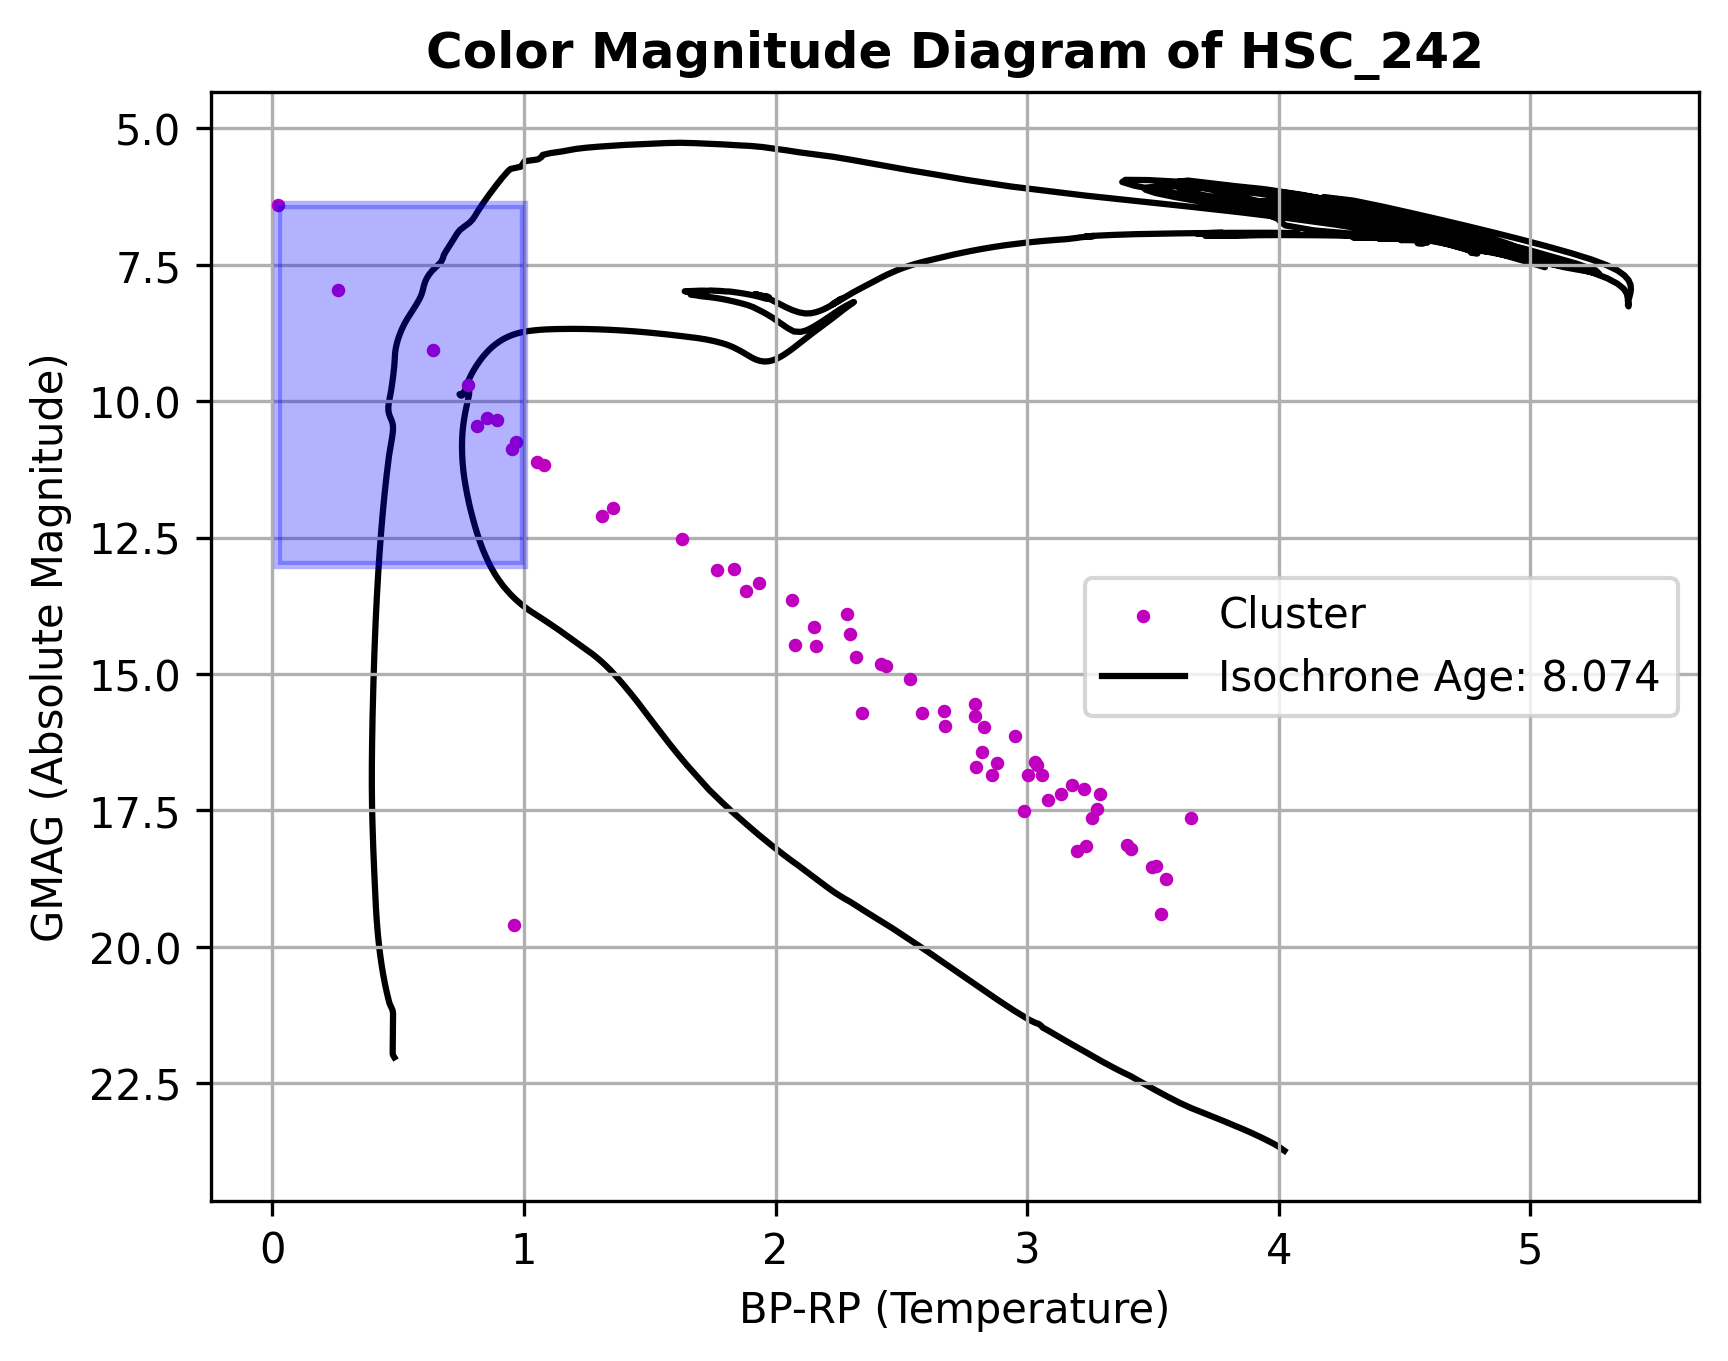 Color Magnitude Diagram of HSC_242
GMAG (Absolute Magnitude)
5.0
7.5
10.0
12.5
15.0
17.5
20.0
22.5
Cluster
Isochrone Age: 8.074
0 1 2 3 4 5
BP-RP (Temperature)